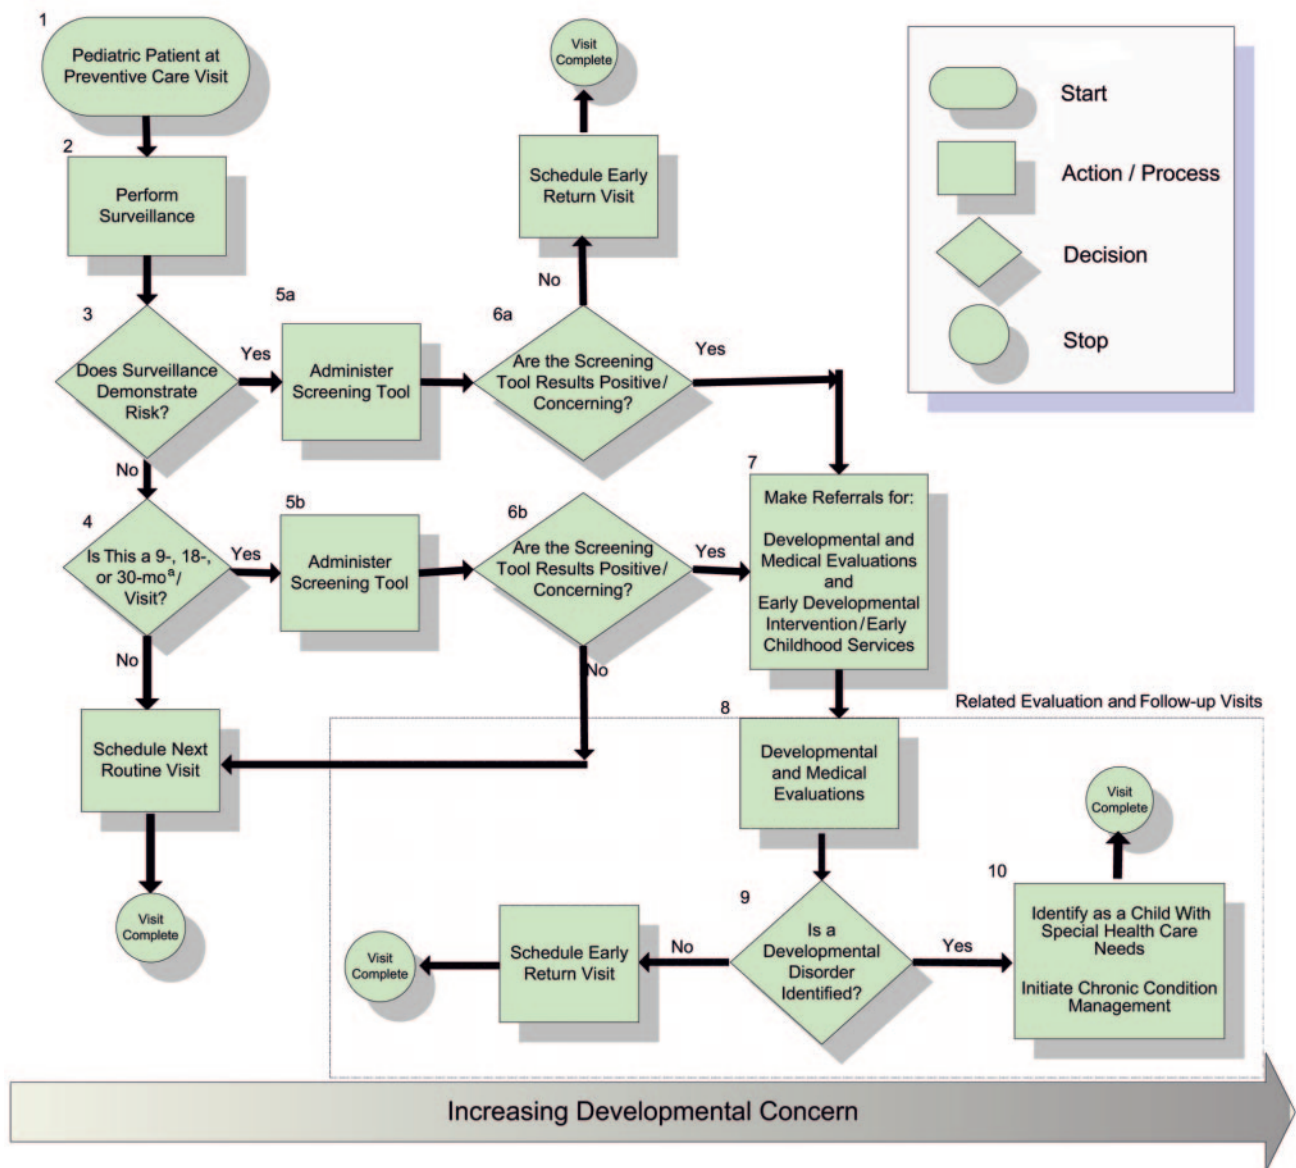 1
Pediatric Patient at
Preventive Care Visit
2
Perform
Surveillance
3
Does Surveillance
Demonstrate
Risk?
Yes
No
5a
Administer
Screening Tool
6a
Are the Screening
Tool Results Positive/
Concerning?
No
Schedule Early
Return Visit
Visit
Complete
Yes
4
Is This a 9-, 18-,
or 30-moᵃ/
Visit?
Yes
No
5b
Administer
Screening Tool
6b
Are the Screening
Tool Results Positive/
Concerning?
Yes
No
7
Make Referrals for:
Developmental and
Medical Evaluations
and
Early Developmental
Intervention/Early
Childhood Services
Schedule Next
Routine Visit
Visit
Complete
Related Evaluation and Follow-up Visits
8
Developmental
and Medical
Evaluations
9
Is a
Developmental
Disorder
Identified?
No
Schedule Early
Return Visit
Visit
Complete
Yes
10
Identify as a Child With
Special Health Care
Needs
Initiate Chronic Condition
Management
Visit
Complete
Start
Action / Process
Decision
Stop
Increasing Developmental Concern